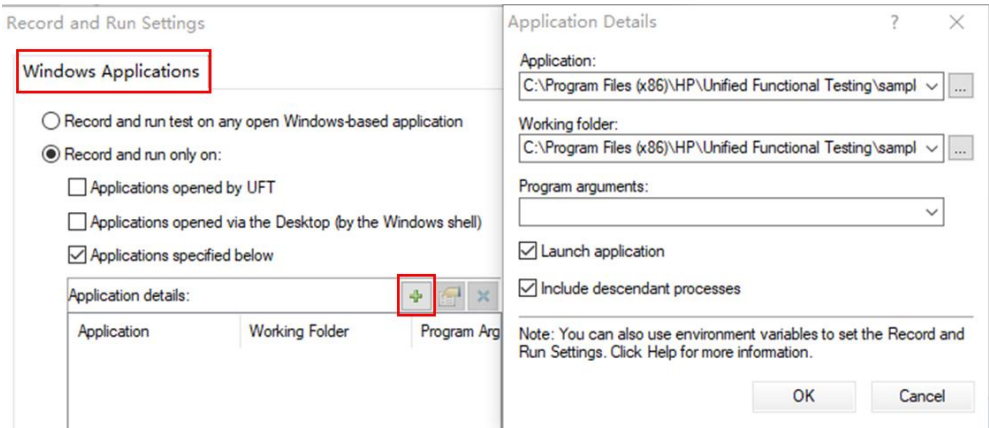 Record and Run Settings
Windows Applications
Record and run test on any open Windows-based application
Record and run only on:
Applications opened by UFT
Applications opened via the Desktop (by the Windows shell)
Applications specified below
Application details:
Application Working Folder Program Arg
Application Details ?
Application:
C:\Program Files (x86)\HP\Unified Functional Testing\sampl ...
Working folder:
C:\Program Files (x86)\HP\Unified Functional Testing\sampl ...
Program arguments:
Launch application
Include descendant processes
Note: You can also use environment variables to set the Record and
Run Settings. Click Help for more information.
OK Cancel